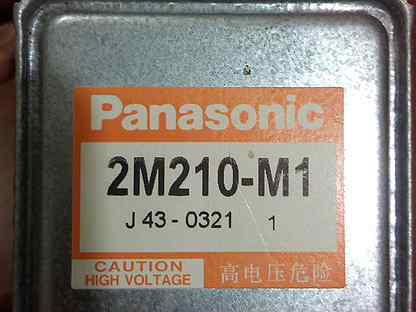 Panasonic
2M210-M1
J 43 - 0321 1
CAUTION
HIGH VOLTAGE
高电压危险